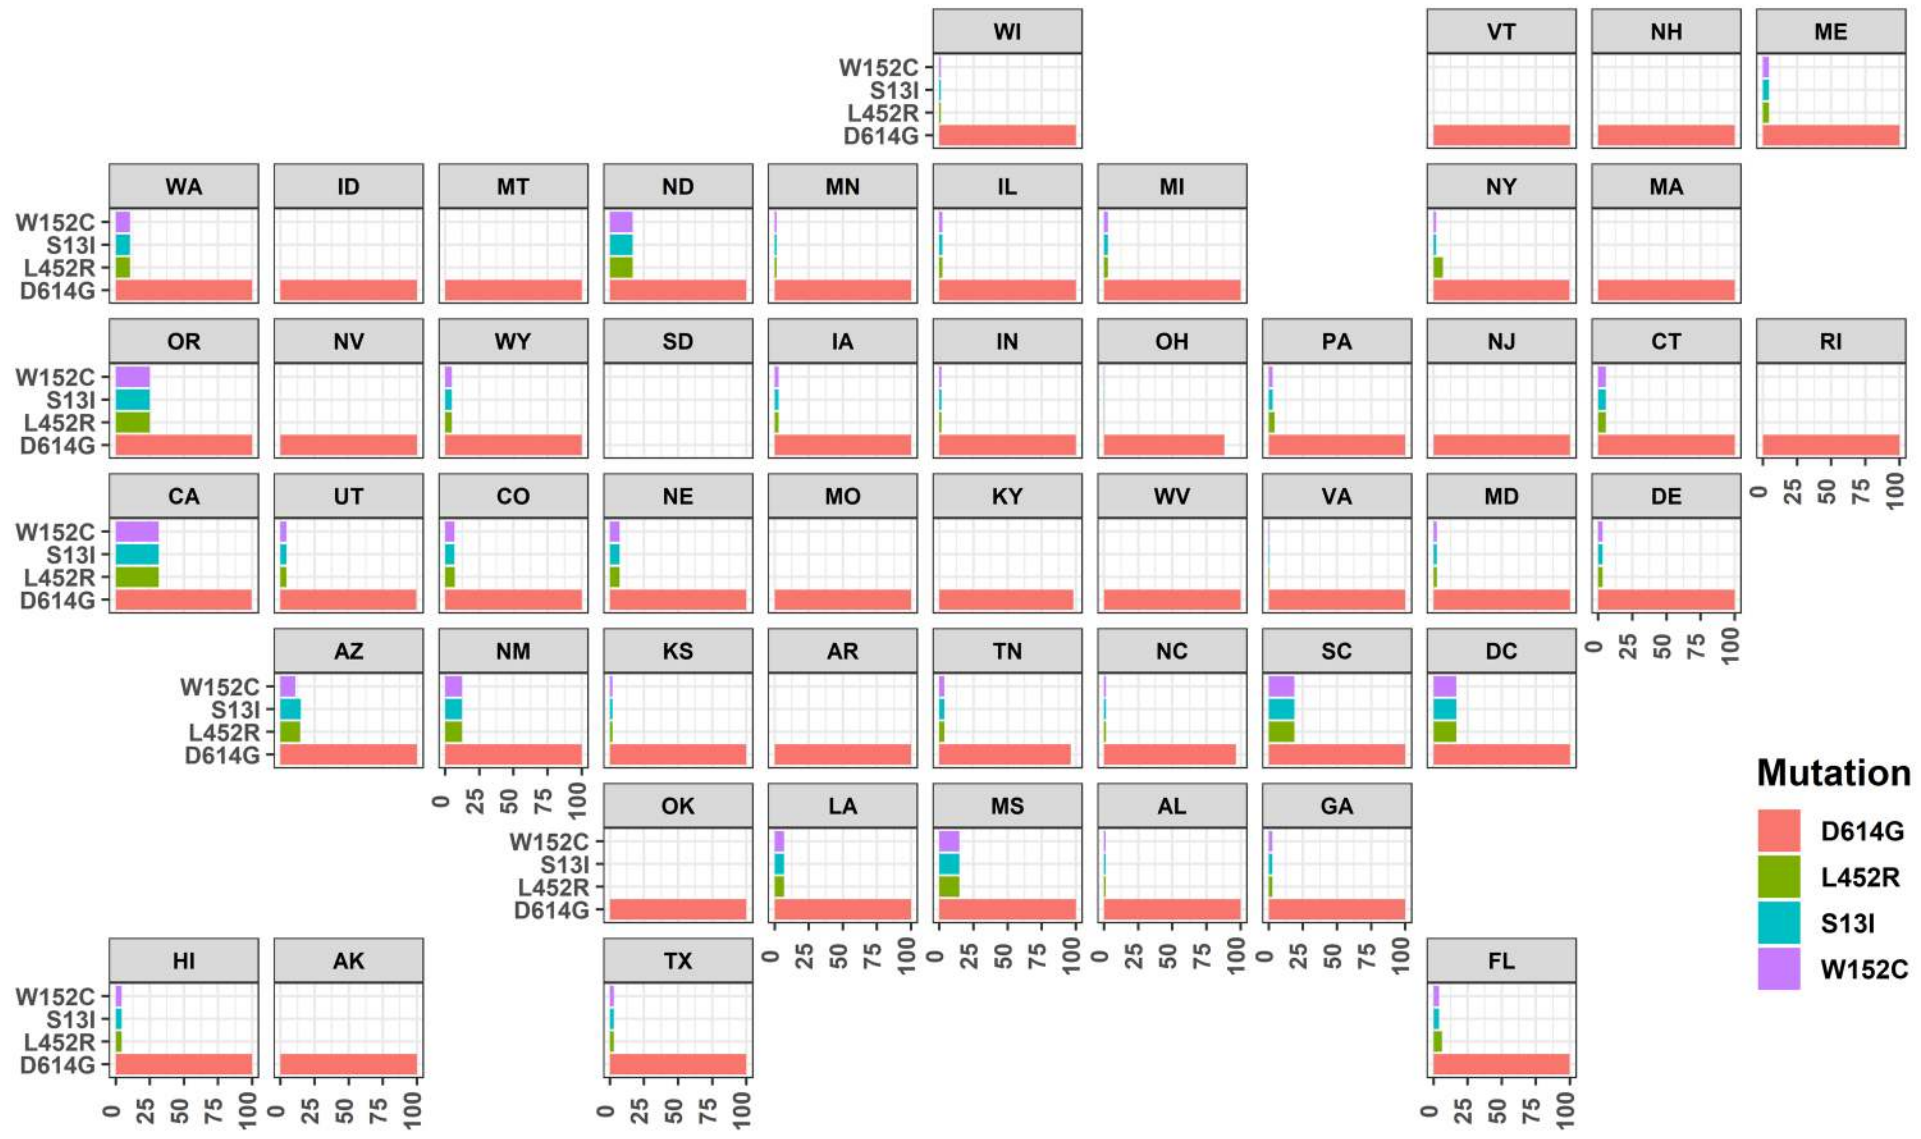 WI VT NH ME
W152C
S13I
L452R
D614G
WA ID MT ND MN IL MI NY MA
W152C
S13I
L452R
D614G
OR NV WY SD IA IN OH PA NJ CT RI
W152C
S13I
L452R
D614G
0 25 50 75 100
CA UT CO NE MO KY WV VA MD DE
W152C
S13I
L452R
D614G
0 25 50 75 100
AZ NM KS AR TN NC SC DC
W152C
S13I
L452R
D614G
0 25 50 75 100
OK LA MS AL GA
W152C
S13I
L452R
D614G
0 25 50 75 100 0 25 50 75 100 0 25 50 75 100 0 25 50 75 100
HI AK TX FL
W152C
S13I
L452R
D614G
0 25 50 75 100 0 25 50 75 100 0 25 50 75 100 0 25 50 75 100
Mutation
D614G
L452R
S13I
W152C